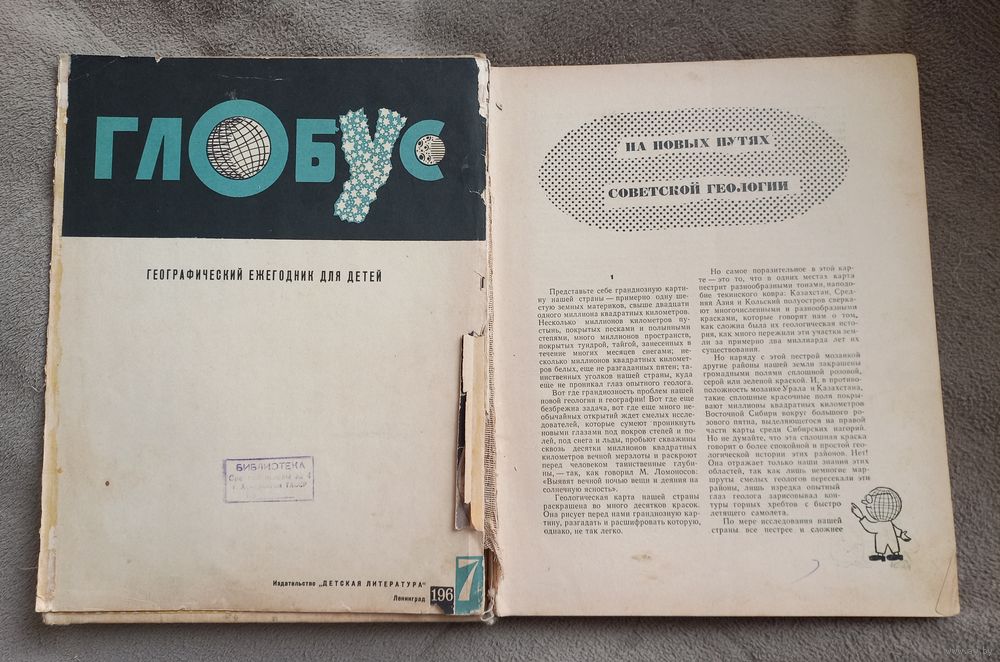 ГЛОБУС
ГЕОГРАФИЧЕСКИЙ ЕЖЕГОДНИК ДЛЯ ДЕТЕЙ
БИБЛИОТЕКА
Издательство „ДЕТСКАЯ ЛИТЕРАТУРА"
Ленинград
1967
НА НОВЫХ ПУТЯХ
СОВЕТСКОЙ ГЕОЛОГИИ
1
Представьте себе грандиозную карти-
ну нашей страны — примерно одну ше-
стую земных материков, свыше двадцати
одного миллиона квадратных километров.
Несколько миллионов километров пу-
стынь, покрытых песками и полынными
степями, много миллионов пространств,
покрытых тундрой, тайгой, занесенных в
течение многих месяцев снегами; не-
сколько миллионов квадратных километ-
ров белых, еще не разгаданных пятен; та-
инственных уголков нашей страны, куда
еще не проникал глаз опытного геолога.
Вот где грандиозность проблем нашей
новой геологии и географии! Вот где еще
безбрежна задача, вот где еще много не-
обычайных открытий ждет смелых иссле-
дователей, которые сумеют проникнуть
новыми глазами под покров степей и по-
лей, под снега и льды, пробьют скважины
сквозь десятки миллионов квадратных
километров вечной мерзлоты и раскроют
перед человеком таинственные глуби-
ны, — так, как говорил М. Ломоносов:
«Выявят вечной ночью вещи и деяния на
солнечную ясность».
Геологическая карта нашей страны
раскрашена во много десятков красок.
Она рисует перед нами грандиозную кар-
тину, разгадать и расшифровать которую,
однако, не так легко.
Но самое поразительное в этой кар-
те — это то, что в одних местах карта
пестрит разнообразными тонами, наподо-
бие текинского ковра: Казахстан, Сред-
няя Азия и Кольский полуостров сверка-
ют многочисленными и разнообразными
красками, которые говорят нам о том,
как сложна была их геологическая исто-
рия, как много пережили эти участки зем-
ли за примерно два миллиарда лет их
существования.
Но наряду с этой пестрой мозаикой
другие районы нашей земли закрашены
громадными полями сплошной розовой,
серой или зеленой краской. И, в противо-
положность мозаике Урала и Казахстана,
такие сплошные красочные поля покры-
вают миллионы квадратных километров
Восточной Сибири вокруг большого ро-
зового пятна, выделяющегося на правой
части карты среди Сибирских нагорий.
Но не думайте, что эта сплошная краска
говорит о более спокойной и простой гео-
логической истории этих районов. Нет!
Она отражает только наши знания этих
областей, так как лишь немногие мар-
шруты смелых геологов пересекали эти
районы, лишь изредка опытный
глаз геолога зарисовывал кон-
туры горных хребтов с быстро
летящего самолета.
По мере исследования нашей
страны все пестрее и сложнее
www.ay.by